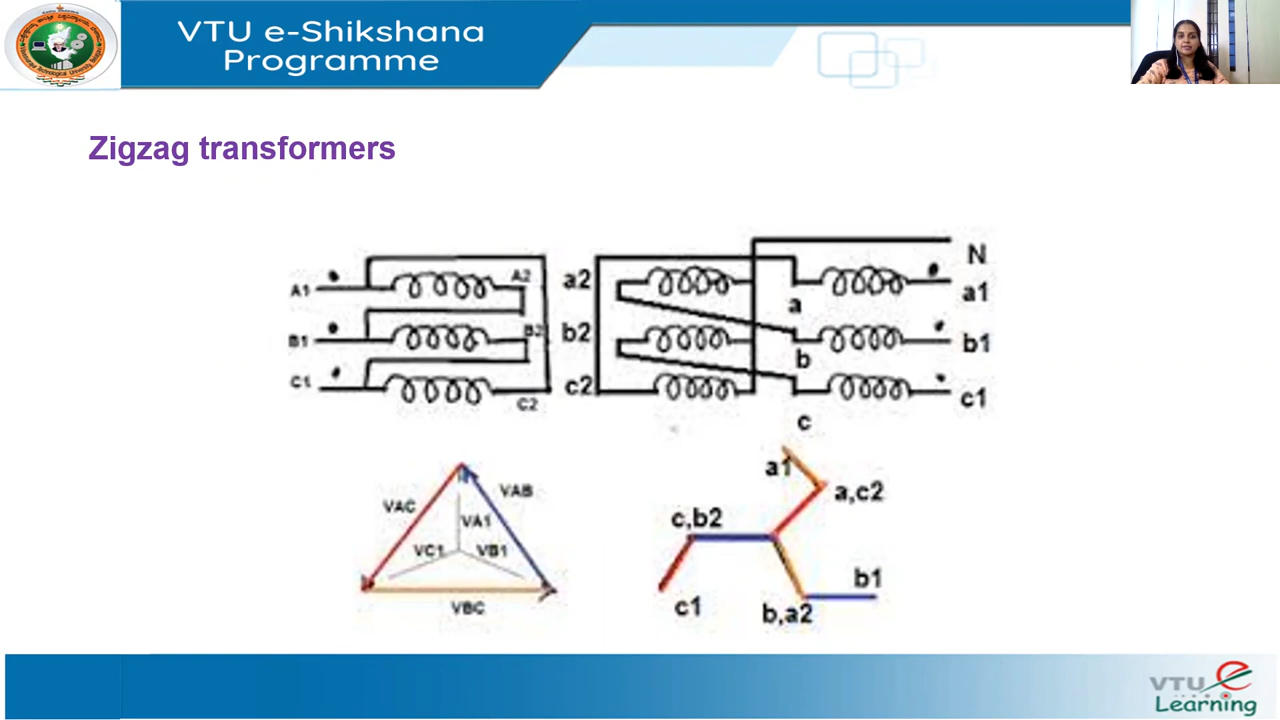 VTU e-Shikshana
Programme
Zigzag transformers
A1
A2
B1
B2
C1
C2
a2
b2
c2
N
a
a1
b
b1
c
c1
VAC
VAB
VA1
VC1
VB1
VBC
a1
a,c2
c,b2
c1
b1
b,a2
VTU e
Learning